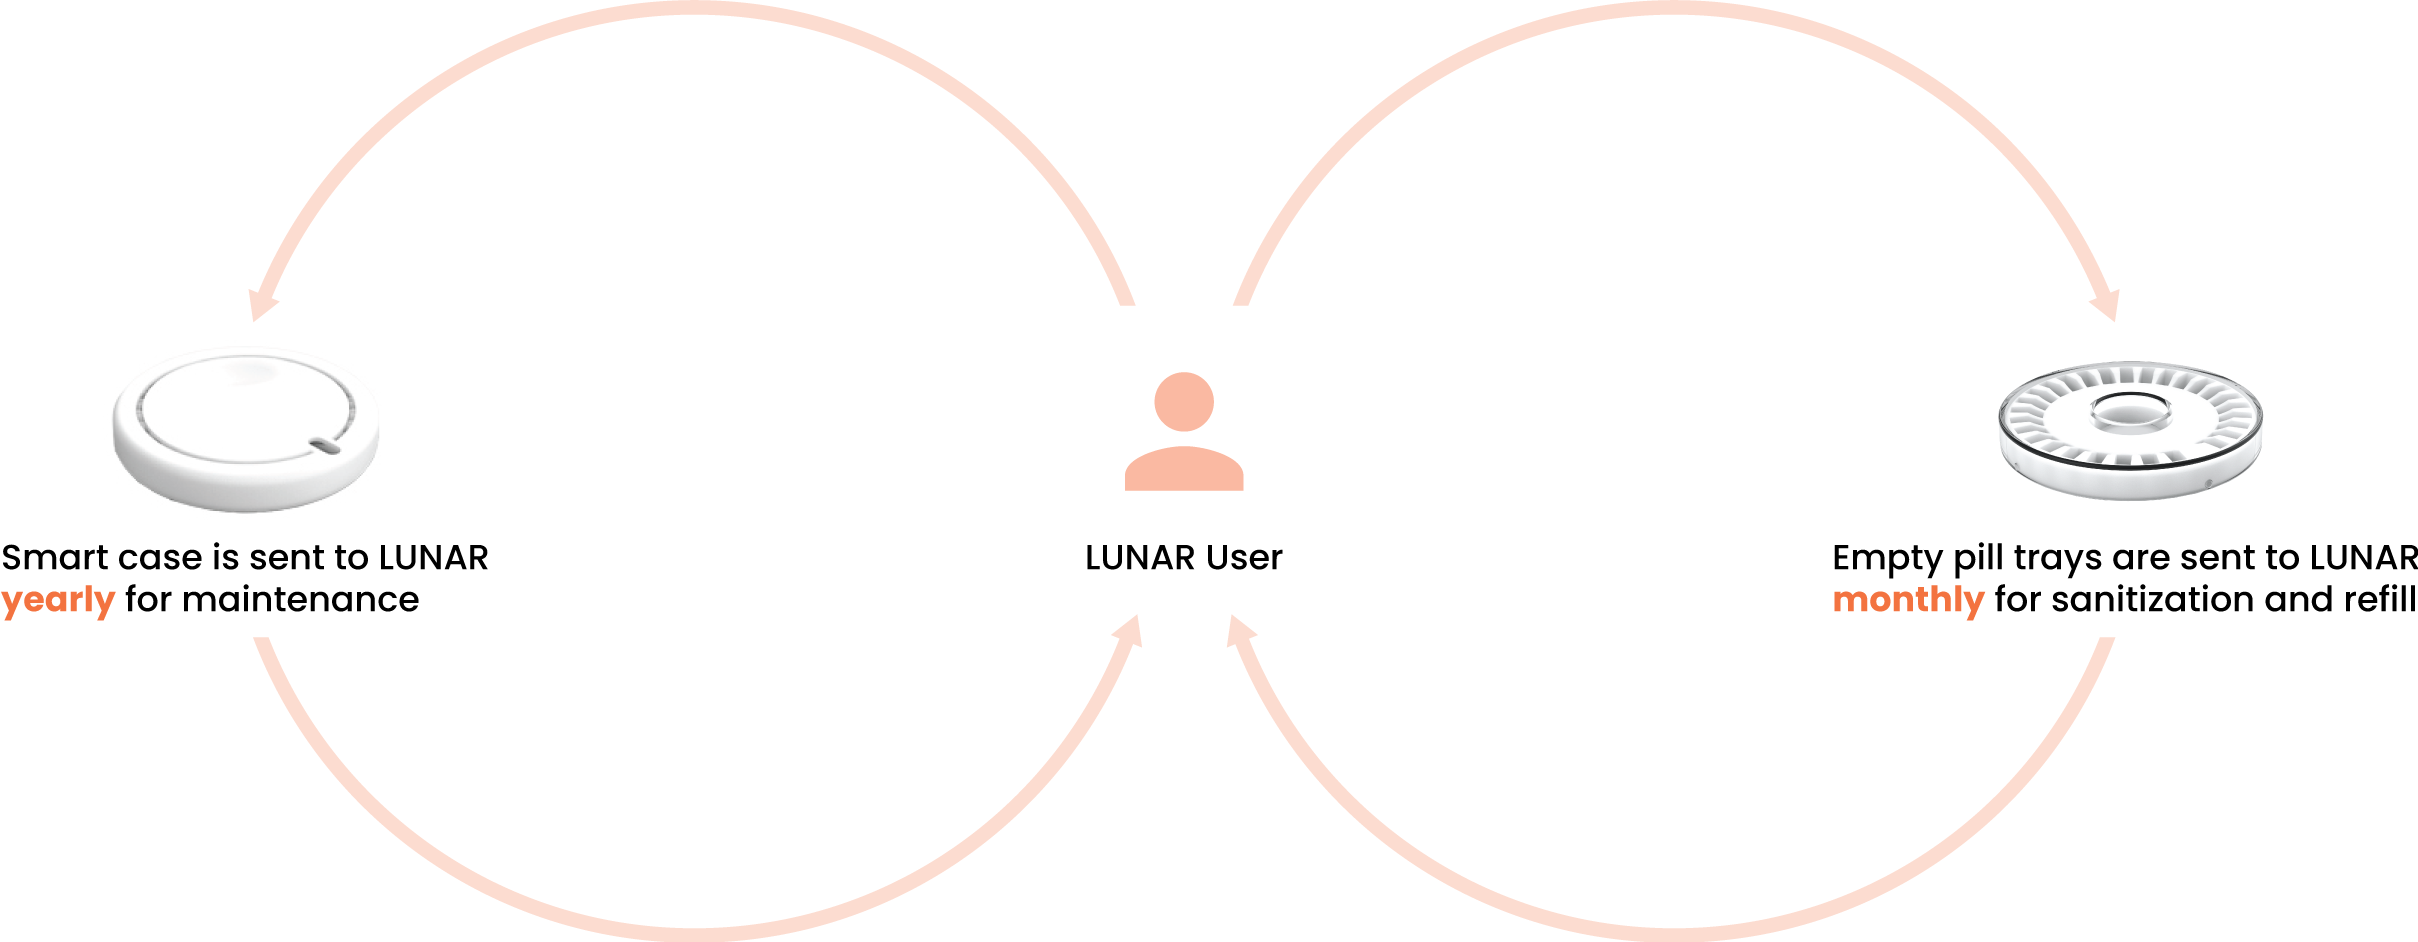 Smart case is sent to LUNAR
yearly for maintenance
LUNAR User
Empty pill trays are sent to LUNAR
monthly for sanitization and refill